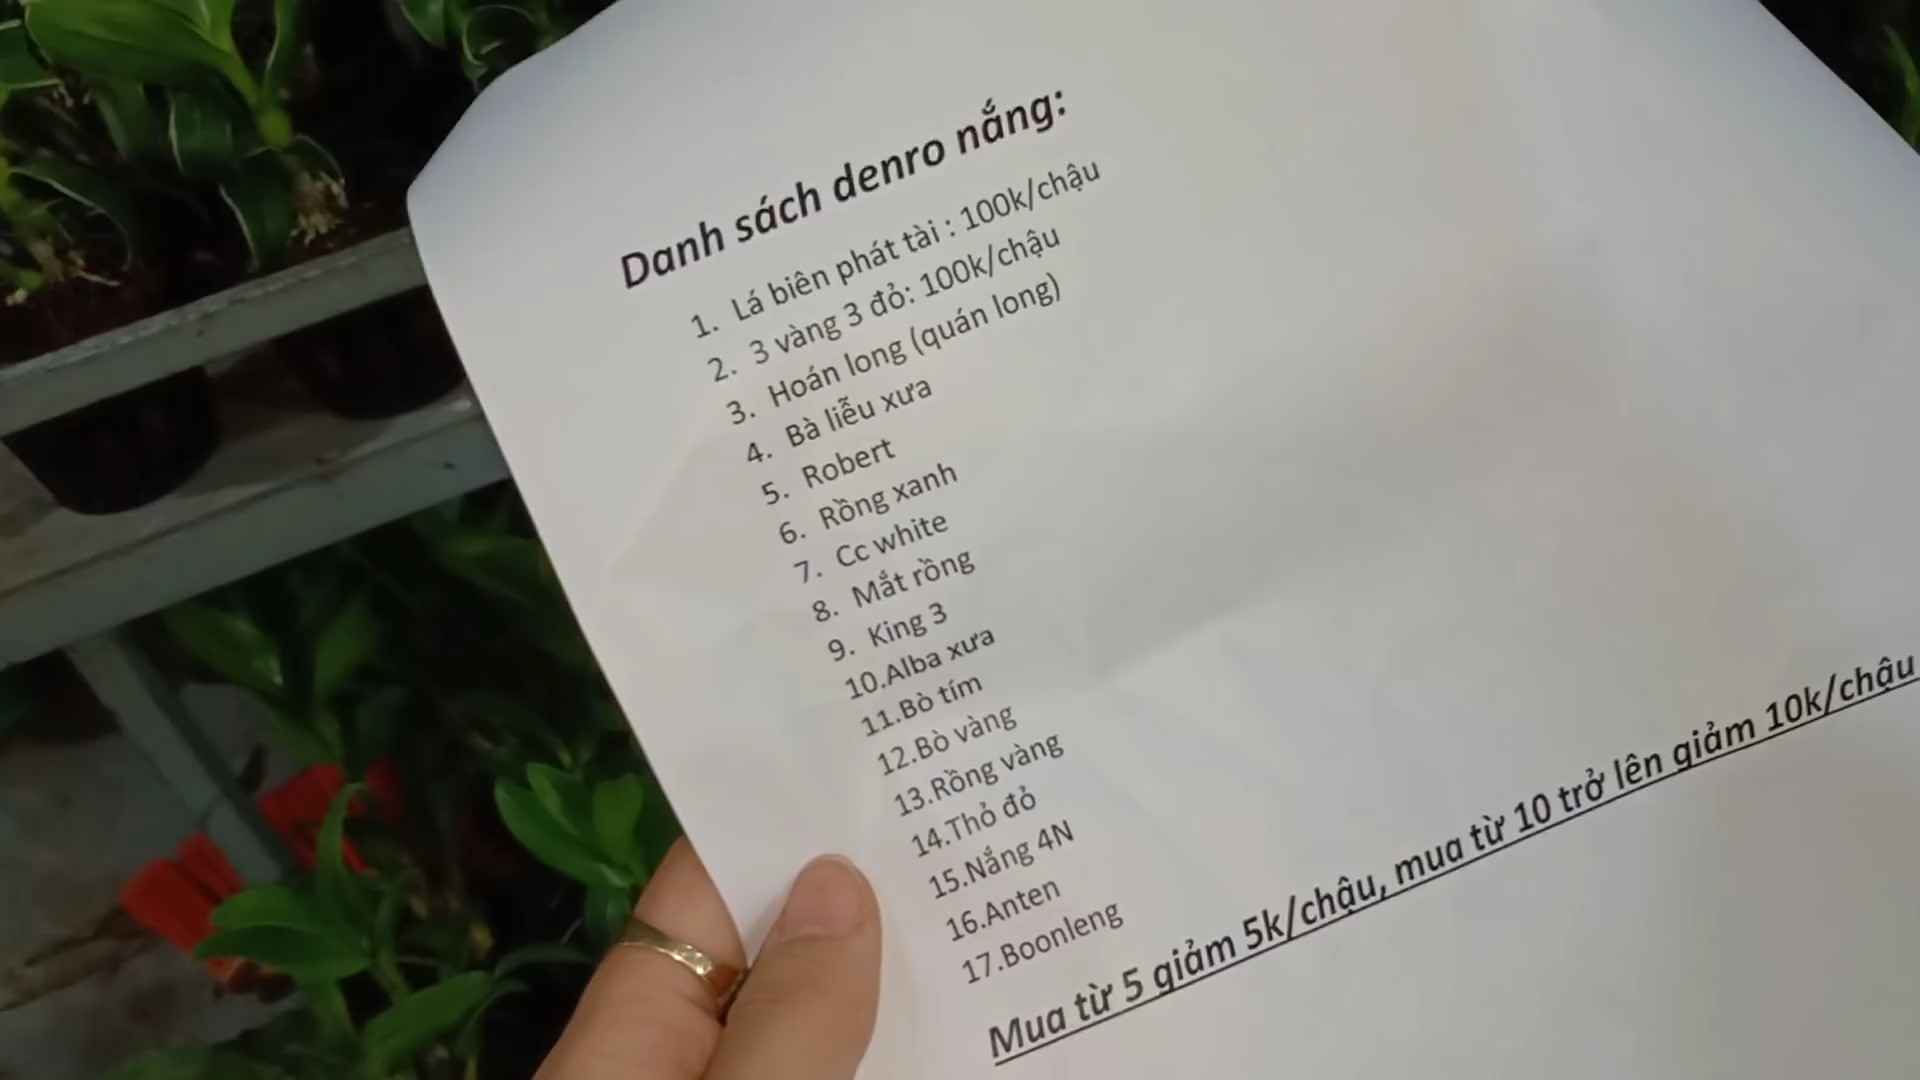 Danh sách denro nắng:
1. Lá biên phát tài : 100k/chậu
2. 3 vàng 3 đỏ: 100k/chậu
3. Hoán long (quán long)
4. Bà liễu xưa
5. Robert
6. Rồng xanh
7. Cc white
8. Mắt rồng
9. King 3
10.Alba xưa
11.Bò tím
12.Bò vàng
13.Rồng vàng
14.Thỏ đỏ
15.Nắng 4N
16.Anten
17.Boonleng
Mua từ 5 giảm 5k/chậu, mua từ 10 trở lên giảm 10k/chậu